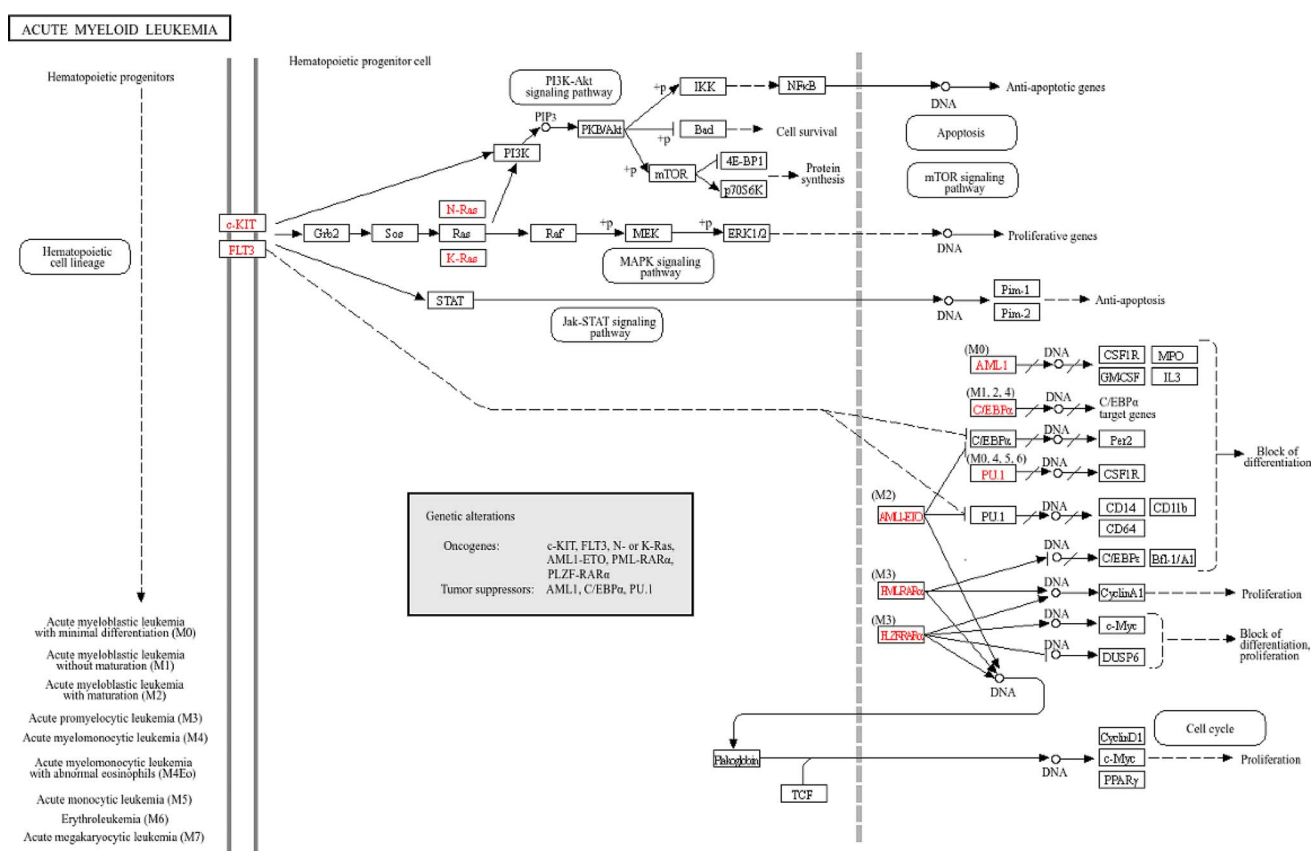 ACUTE MYELOID LEUKEMIA
Hematopoietic progenitors
Hematopoietic
cell lineage
Acute myeloblastic leukemia
with minimal differentiation (M0)
Acute myeloblastic leukemia
without maturation (M1)
Acute myeloblastic leukemia
with maturation (M2)
Acute promyelocytic leukemia (M3)
Acute myelomonocytic leukemia (M4)
Acute myelomonocytic leukemia
with abnormal eosinophils (M4Eo)
Acute monocytic leukemia (M5)
Erythroleukemia (M6)
Acute megakaryocytic leukemia (M7)
Hematopoietic progenitor cell
c-KIT
FLT3
PI3K-Akt
signaling pathway
PIP3
PI3K
PKB/Akt
+p
IKK
NFκB
DNA
Anti-apoptotic genes
+p
Bad
Cell survival
Apoptosis
+p
mTOR
4E-BP1
p70S6K
Protein
synthesis
mTOR signaling
pathway
N-Ras
Grb2
Sos
Ras
K-Ras
Raf
+p
MEK
+p
ERK1/2
DNA
Proliferative genes
MAPK signaling
pathway
STAT
DNA
Pim-1
Pim-2
Anti-apoptosis
Jak-STAT signaling
pathway
(M0)
AML1
DNA
CSF1R
MPO
GMCSF
IL3
(M1, 2, 4)
C/EBPα
DNA
C/EBPα
target genes
C/EBPα
DNA
Per2
Block of
differentiation
(M0, 4, 5, 6)
PU.1
DNA
CSF1R
(M2)
AML1-ETO
PU.1
DNA
CD14
CD11b
CD64
DNA
C/EBPε
Bfl-1/A1
(M3)
PML-RARα
DNA
CyclinA1
Proliferation
(M3)
PLZF-RARα
DNA
c-Myc
DNA
DUSP6
Block of
differentiation,
proliferation
DNA
Genetic alterations
Oncogenes: c-KIT, FLT3, N- or K-Ras,
AML1-ETO, PML-RARα,
PLZF-RARα
Tumor suppressors: AML1, C/EBPα, PU.1
Plakoglobin
TCF
DNA
CyclinD1
c-Myc
PPARγ
Cell cycle
Proliferation